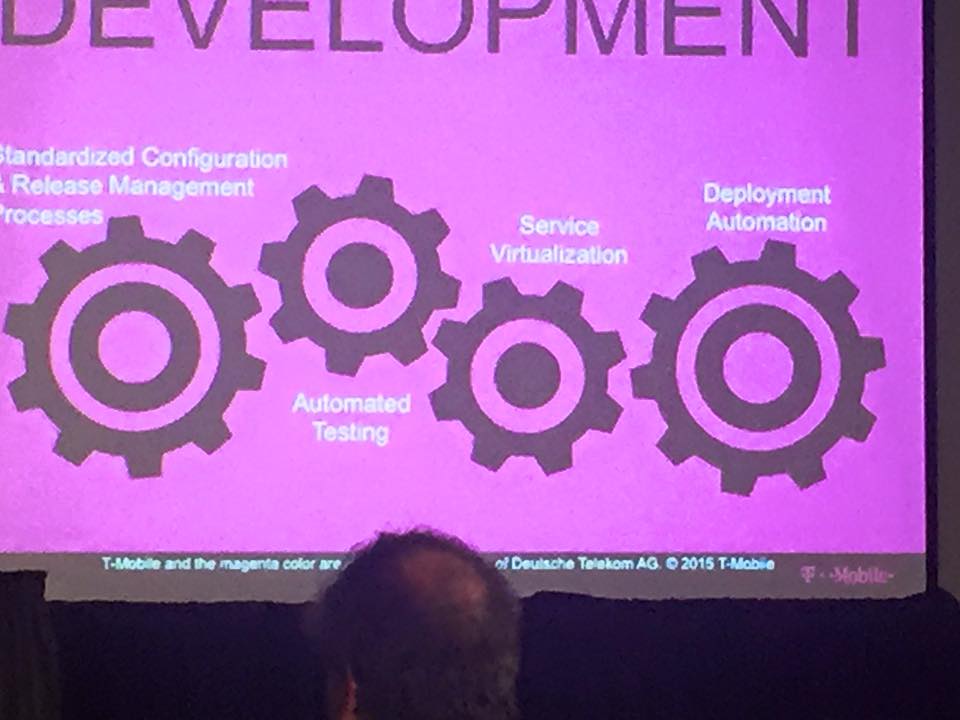 DEVELOPMENT
Standardized Configuration
& Release Management
Processes
Service
Virtualization
Deployment
Automation
Automated
Testing
T-Mobile and the magenta color are of Deutsche Telekom AG. © 2015 T-Mobile
T··Mobile·